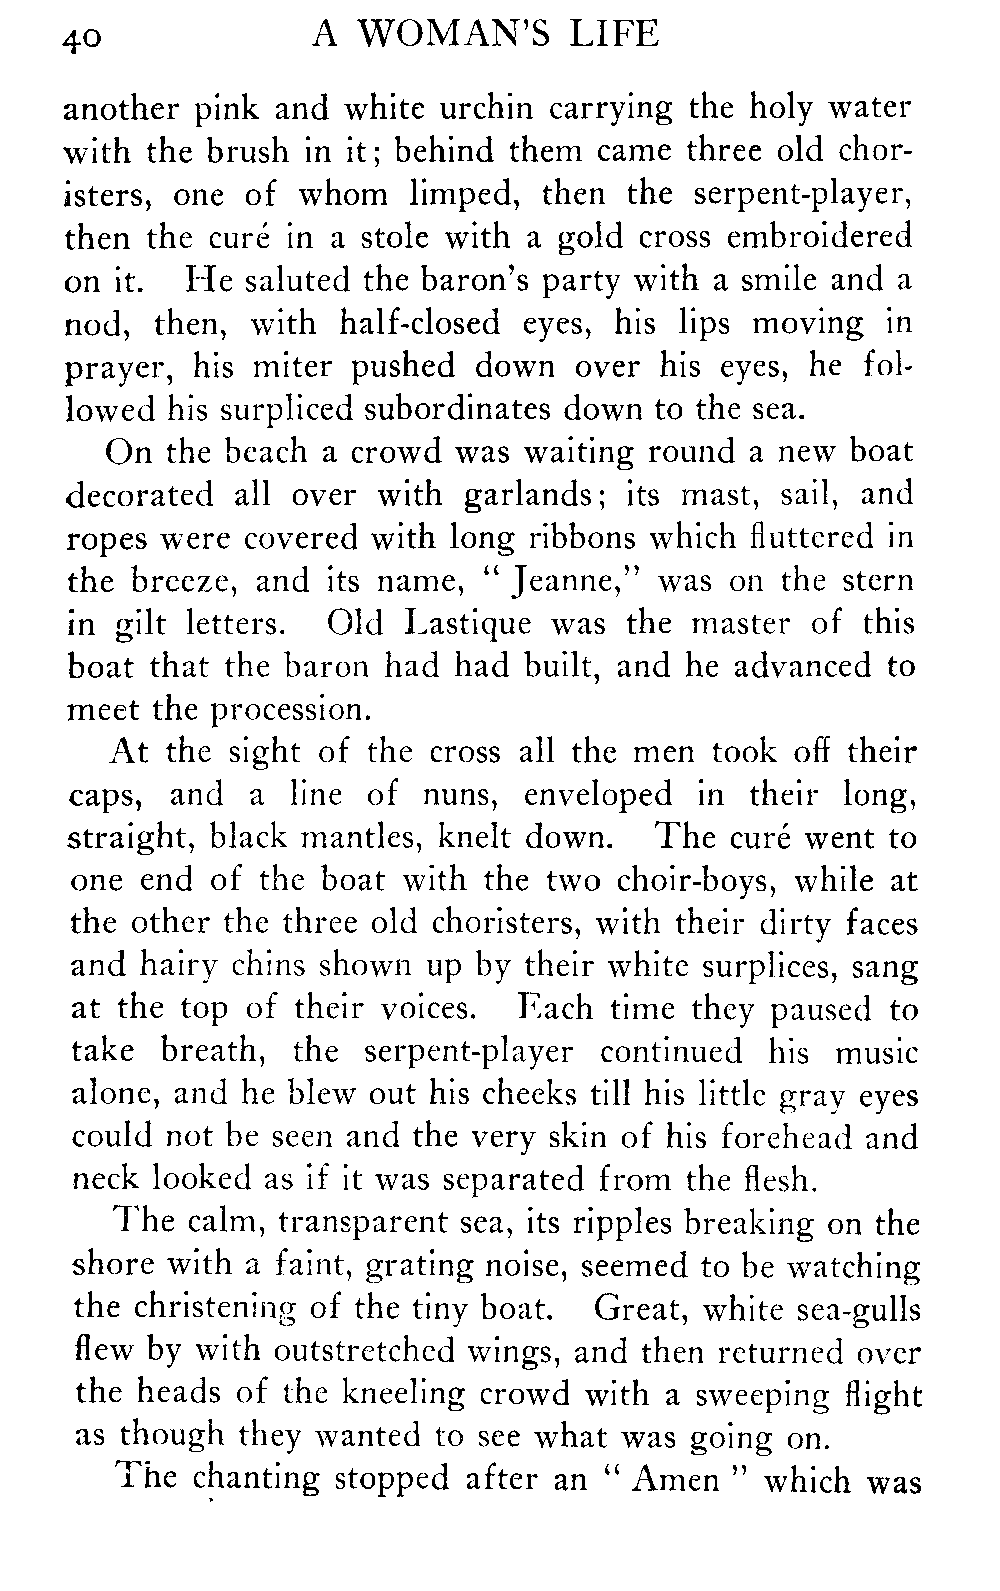 40 A WOMAN'S LIFE
another pink and white urchin carrying the holy water
with the brush in it; behind them came three old chor-
isters, one of whom limped, then the serpent-player,
then the curé in a stole with a gold cross embroidered
on it. He saluted the baron's party with a smile and a
nod, then, with half-closed eyes, his lips moving in
prayer, his miter pushed down over his eyes, he fol-
lowed his surpliced subordinates down to the sea.
On the beach a crowd was waiting round a new boat
decorated all over with garlands; its mast, sail, and
ropes were covered with long ribbons which fluttered in
the breeze, and its name, "Jeanne," was on the stern
in gilt letters. Old Lastique was the master of this
boat that the baron had had built, and he advanced to
meet the procession.
At the sight of the cross all the men took off their
caps, and a line of nuns, enveloped in their long,
straight, black mantles, knelt down. The curé went to
one end of the boat with the two choir-boys, while at
the other the three old choristers, with their dirty faces
and hairy chins shown up by their white surplices, sang
at the top of their voices. Each time they paused to
take breath, the serpent-player continued his music
alone, and he blew out his cheeks till his little gray eyes
could not be seen and the very skin of his forehead and
neck looked as if it was separated from the flesh.
The calm, transparent sea, its ripples breaking on the
shore with a faint, grating noise, seemed to be watching
the christening of the tiny boat. Great, white sea-gulls
flew by with outstretched wings, and then returned over
the heads of the kneeling crowd with a sweeping flight
as though they wanted to see what was going on.
The chanting stopped after an "Amen" which was